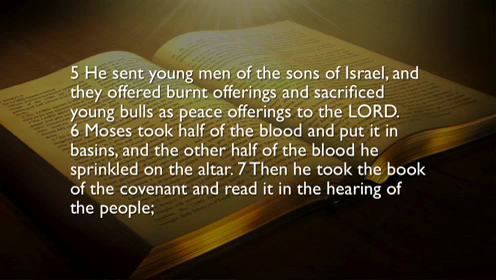 5 He sent young men of the sons of Israel, and
they offered burnt offerings and sacrificed
young bulls as peace offerings to the LORD.
6 Moses took half of the blood and put it in
basins, and the other half of the blood he
sprinkled on the altar. 7 Then he took the book
of the covenant and read it in the hearing of
the people;